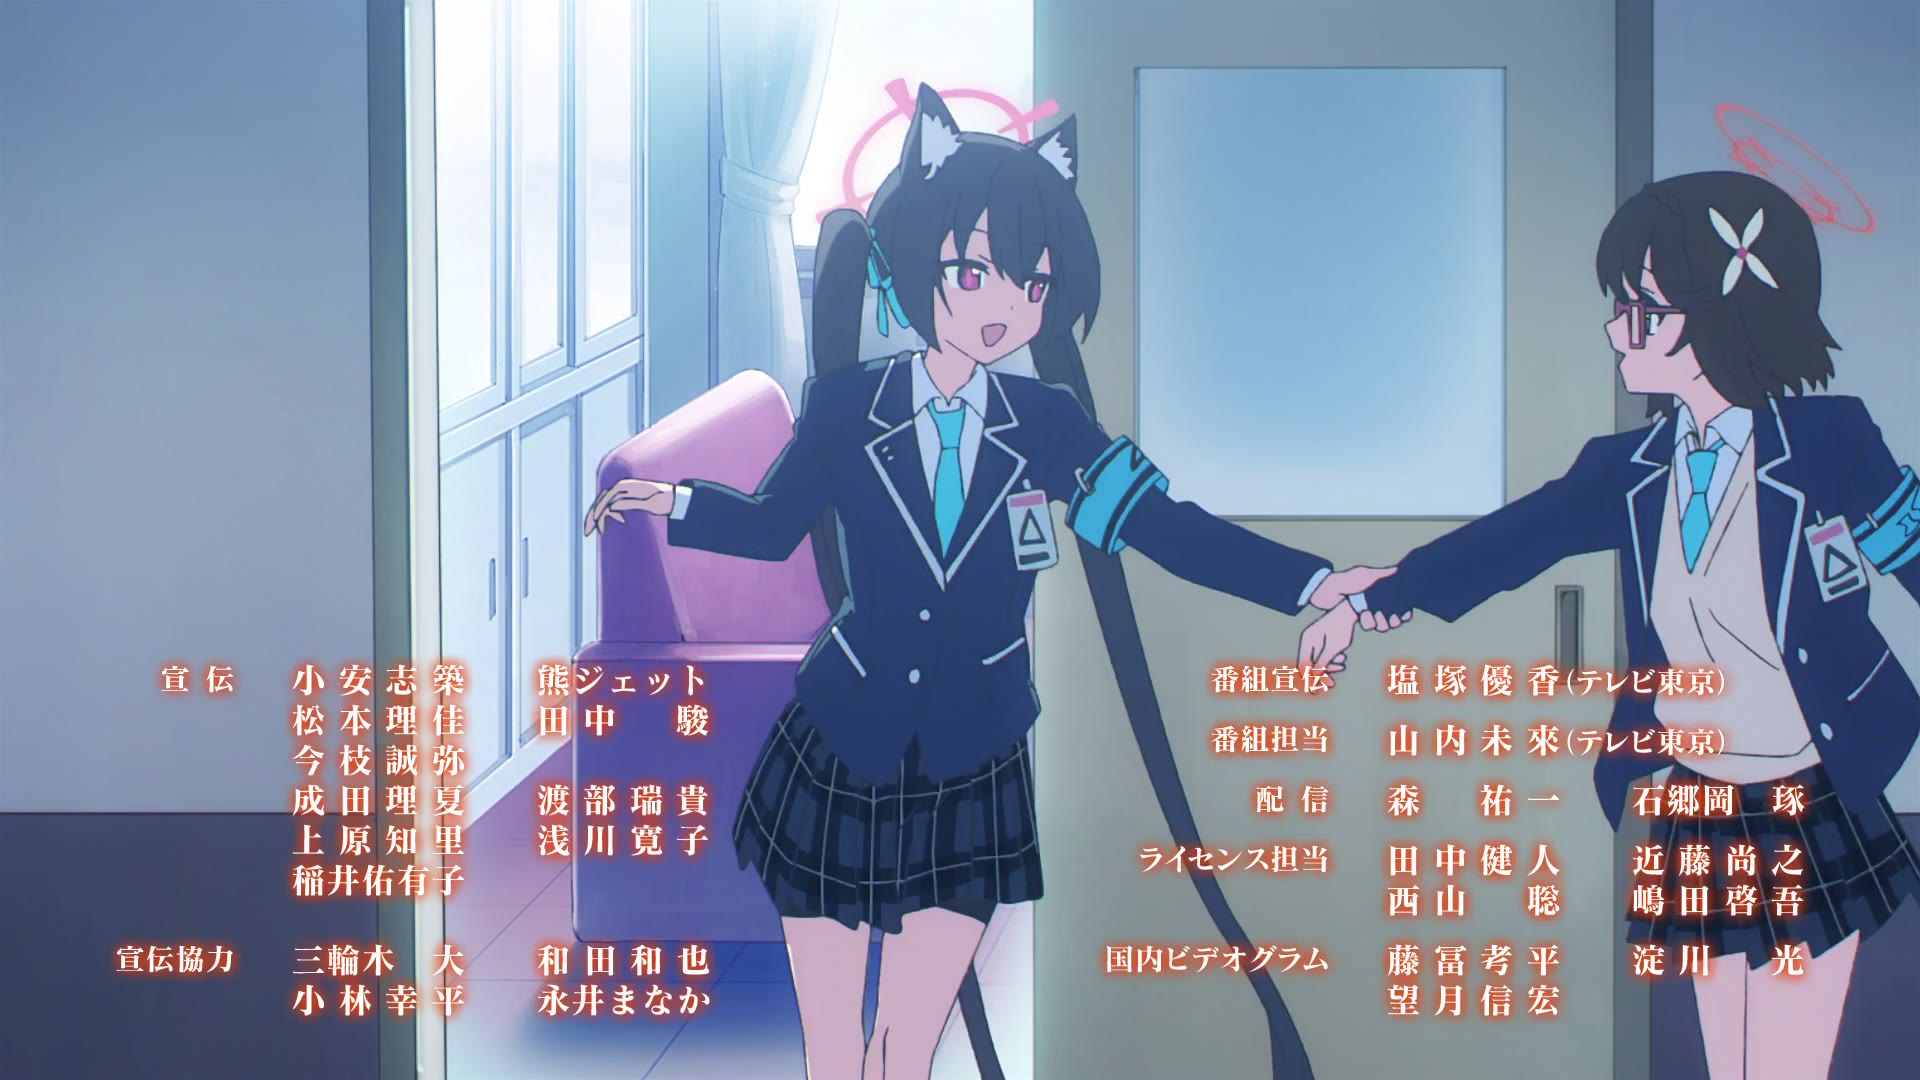 宣伝 小安志築 熊ジェット
松本理佳 田中駿
今枝誠弥
成田理夏 渡部瑞貴
上原知里 浅川寛子
稲井佑有子
宣伝協力 三輪木大 和田和也
小林幸平 永井まなか
番組宣伝 塩塚優香(テレビ東京)
番組担当 山内未來(テレビ東京)
配信 森祐一 石郷岡琢
ライセンス担当 田中健人 近藤尚之
西山聡 嶋田啓吾
国内ビデオグラム 藤冨考平 淀川光
望月信宏